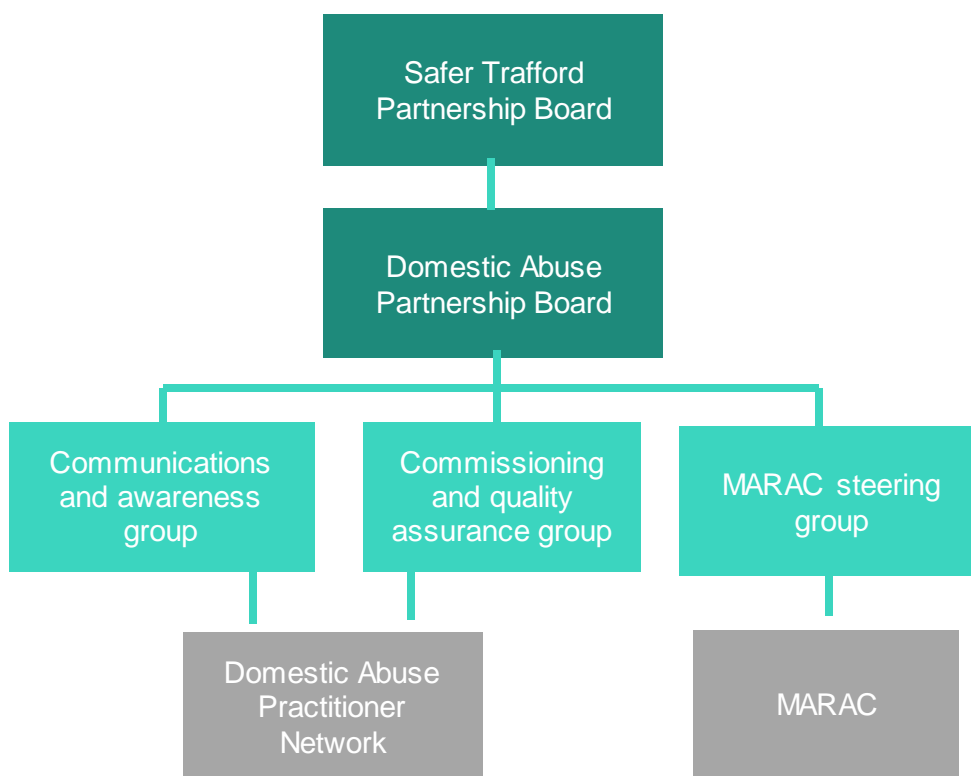 Safer Trafford
Partnership Board
Domestic Abuse
Partnership Board
Communications
and awareness
group
Commissioning
and quality
assurance group
MARAC steering
group
Domestic Abuse
Practitioner
Network
MARAC